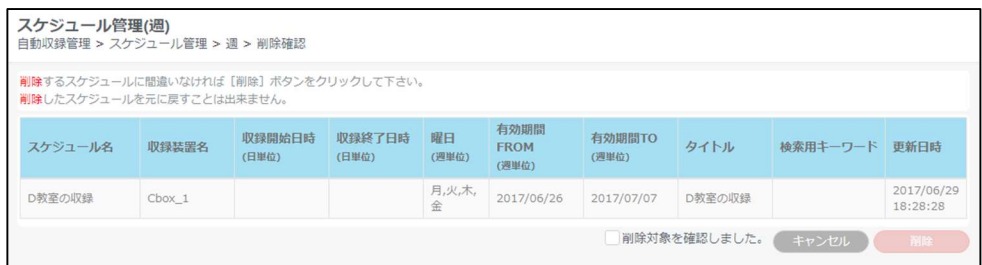 スケジュール管理(週)
自動収録管理 > スケジュール管理 > 週 > 削除確認
削除するスケジュールに間違いなければ［削除］ボタンをクリックして下さい。
削除したスケジュールを元に戻すことは出来ません。
スケジュール名 収録装置名 収録開始日時 (日単位) 収録終了日時 (日単位) 曜日 (週単位) 有効期間 FROM (週単位) 有効期間TO (週単位) タイトル 検索用キーワード 更新日時
D教室の収録 Cbox_1 月,火,木,金 2017/06/26 2017/07/07 D教室の収録 2017/06/29 18:28:28
削除対象を確認しました。 キャンセル 削除